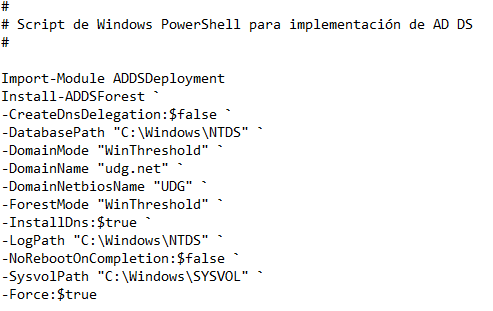 #
# Script de Windows PowerShell para implementación de AD DS
#

Import-Module ADDSDeployment
Install-ADDSForest `
-CreateDnsDelegation:$false `
-DatabasePath "C:\Windows\NTDS" `
-DomainMode "WinThreshold" `
-DomainName "udg.net" `
-DomainNetbiosName "UDG" `
-ForestMode "WinThreshold" `
-InstallDns:$true `
-LogPath "C:\Windows\NTDS" `
-NoRebootOnCompletion:$false `
-SysvolPath "C:\Windows\SYSVOL" `
-Force:$true